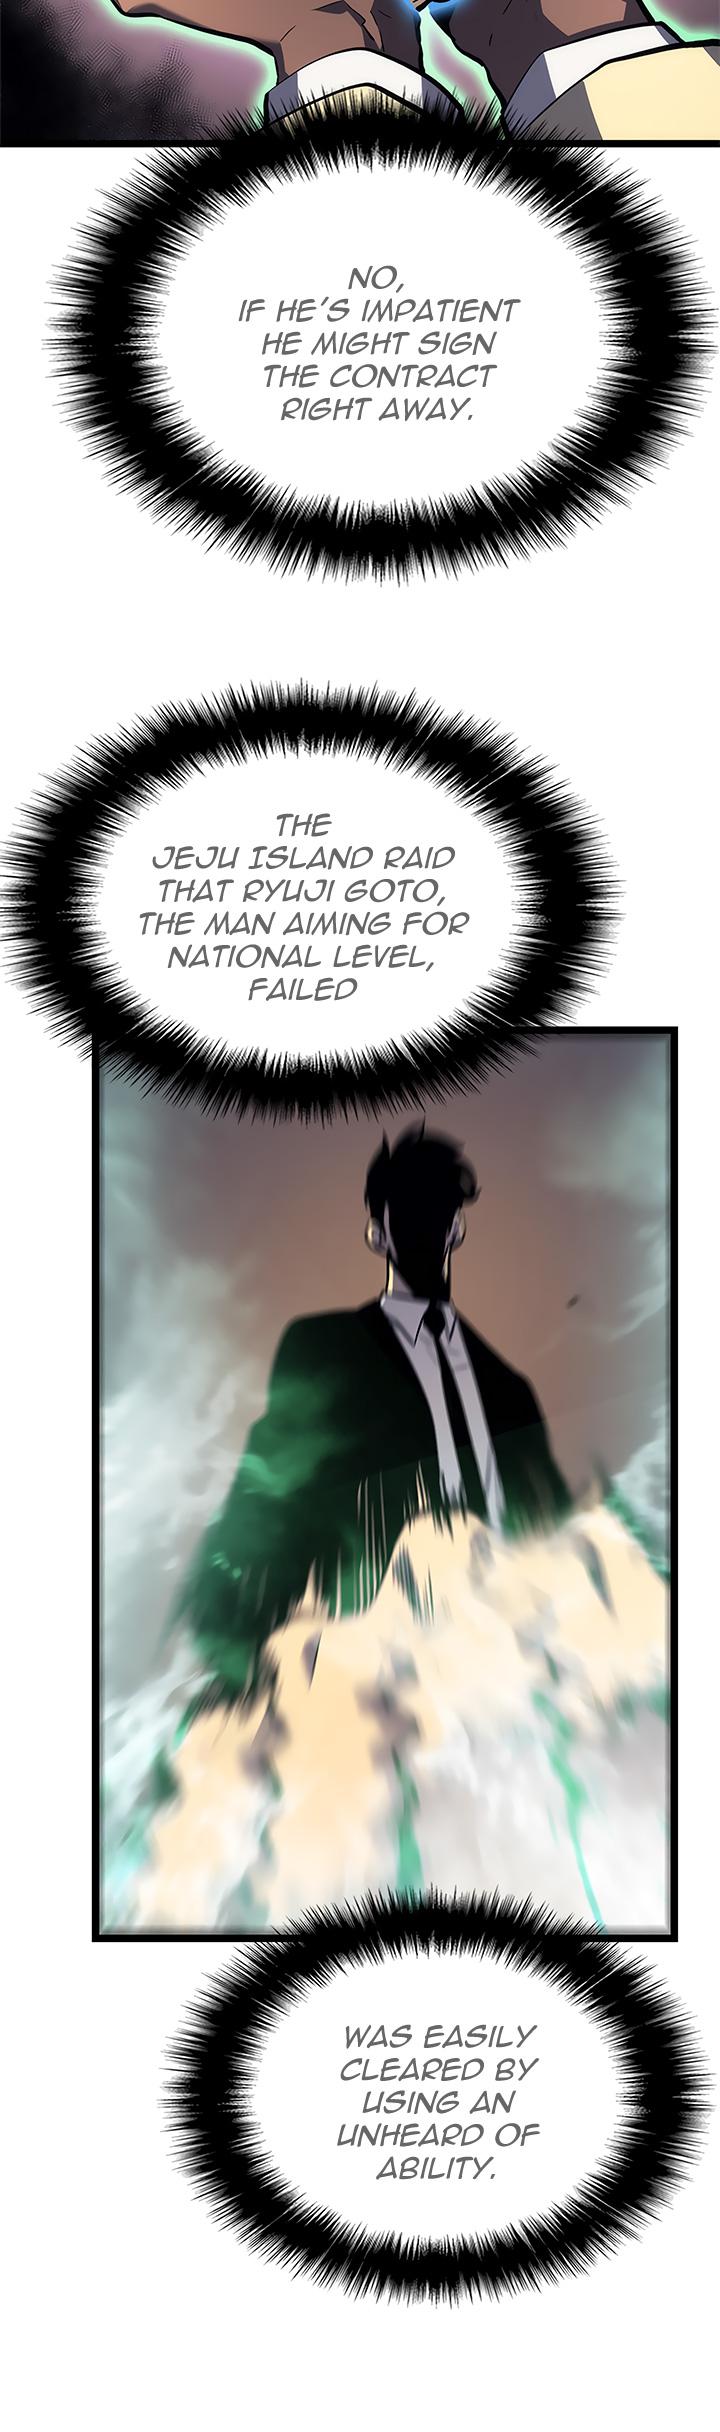 NO,
IF HE'S IMPATIENT
HE MIGHT SIGN
THE CONTRACT
RIGHT AWAY.
THE
JEJU ISLAND RAID
THAT RYUJI GOTO,
THE MAN AIMING FOR
NATIONAL LEVEL,
FAILED
WAS EASILY
CLEARED BY
USING AN
UNHEARD OF
ABILITY.